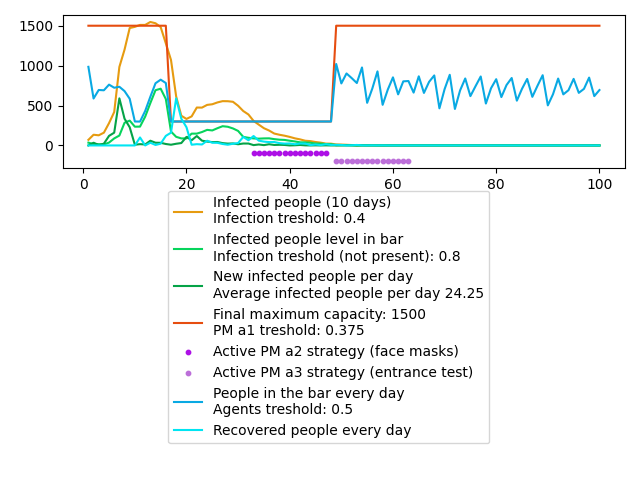 1500
1000
500
0
0
20
40
60
80
100
Infected people (10 days)
Infection treshold: 0.4
Infected people level in bar
Infection treshold (not present): 0.8
New infected people per day
Average infected people per day 24.25
Final maximum capacity: 1500
PM a1 treshold: 0.375
Active PM a2 strategy (face masks)
Active PM a3 strategy (entrance test)
People in the bar every day
Agents treshold: 0.5
Recovered people every day